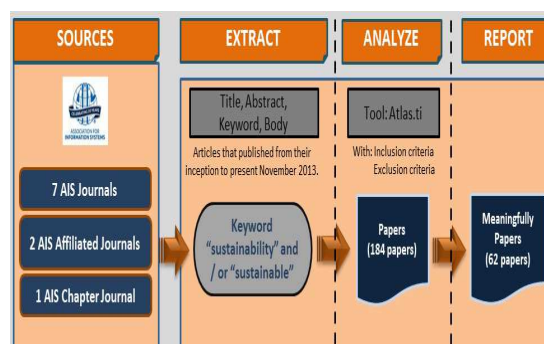 SOURCES
EXTRACT
ANALYZE
REPORT
ASSOCIATION FOR
INFORMATION SYSTEMS
7 AIS Journals
2 AIS Affiliated Journals
1 AIS Chapter Journal
Title, Abstract,
Keyword, Body
Articles that published from their
inception to present November 2013.
Keyword
"sustainability" and
/ or "sustainable"
Tool: Atlas.ti
With: Inclusion criteria
Exclusion criteria
Papers
(184 papers)
Meaningfully
Papers
(62 papers)